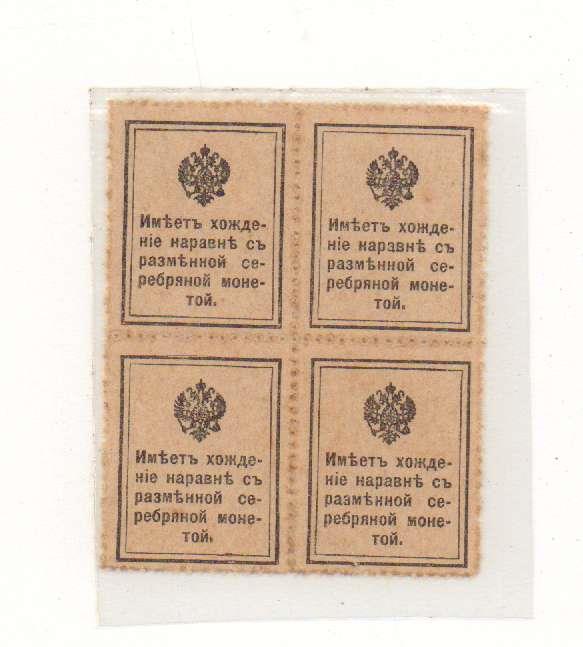 Имѣетъ хожде-
ніе наравнѣ съ
размѣнной се-
ребряной моне-
той.
Имѣетъ хожде-
ніе наравнѣ съ
размѣнной се-
ребряной моне-
той.
Имѣетъ хожде-
ніе наравнѣ съ
размѣнной се-
ребряной моне-
той.
Имѣетъ хожде-
ніе наравнѣ съ
размѣнной се-
ребряной моне-
той.